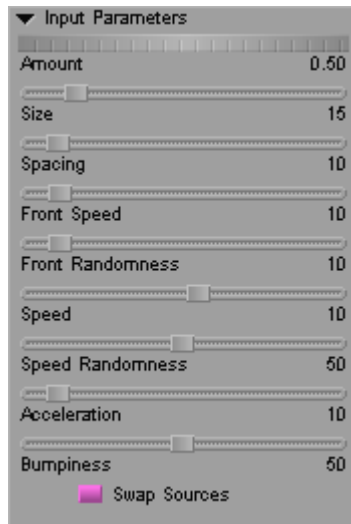 Input Parameters
Amount 0.50
Size 15
Spacing 10
Front Speed 10
Front Randomness 10
Speed 10
Speed Randomness 50
Acceleration 10
Bumpiness 50
Swap Sources